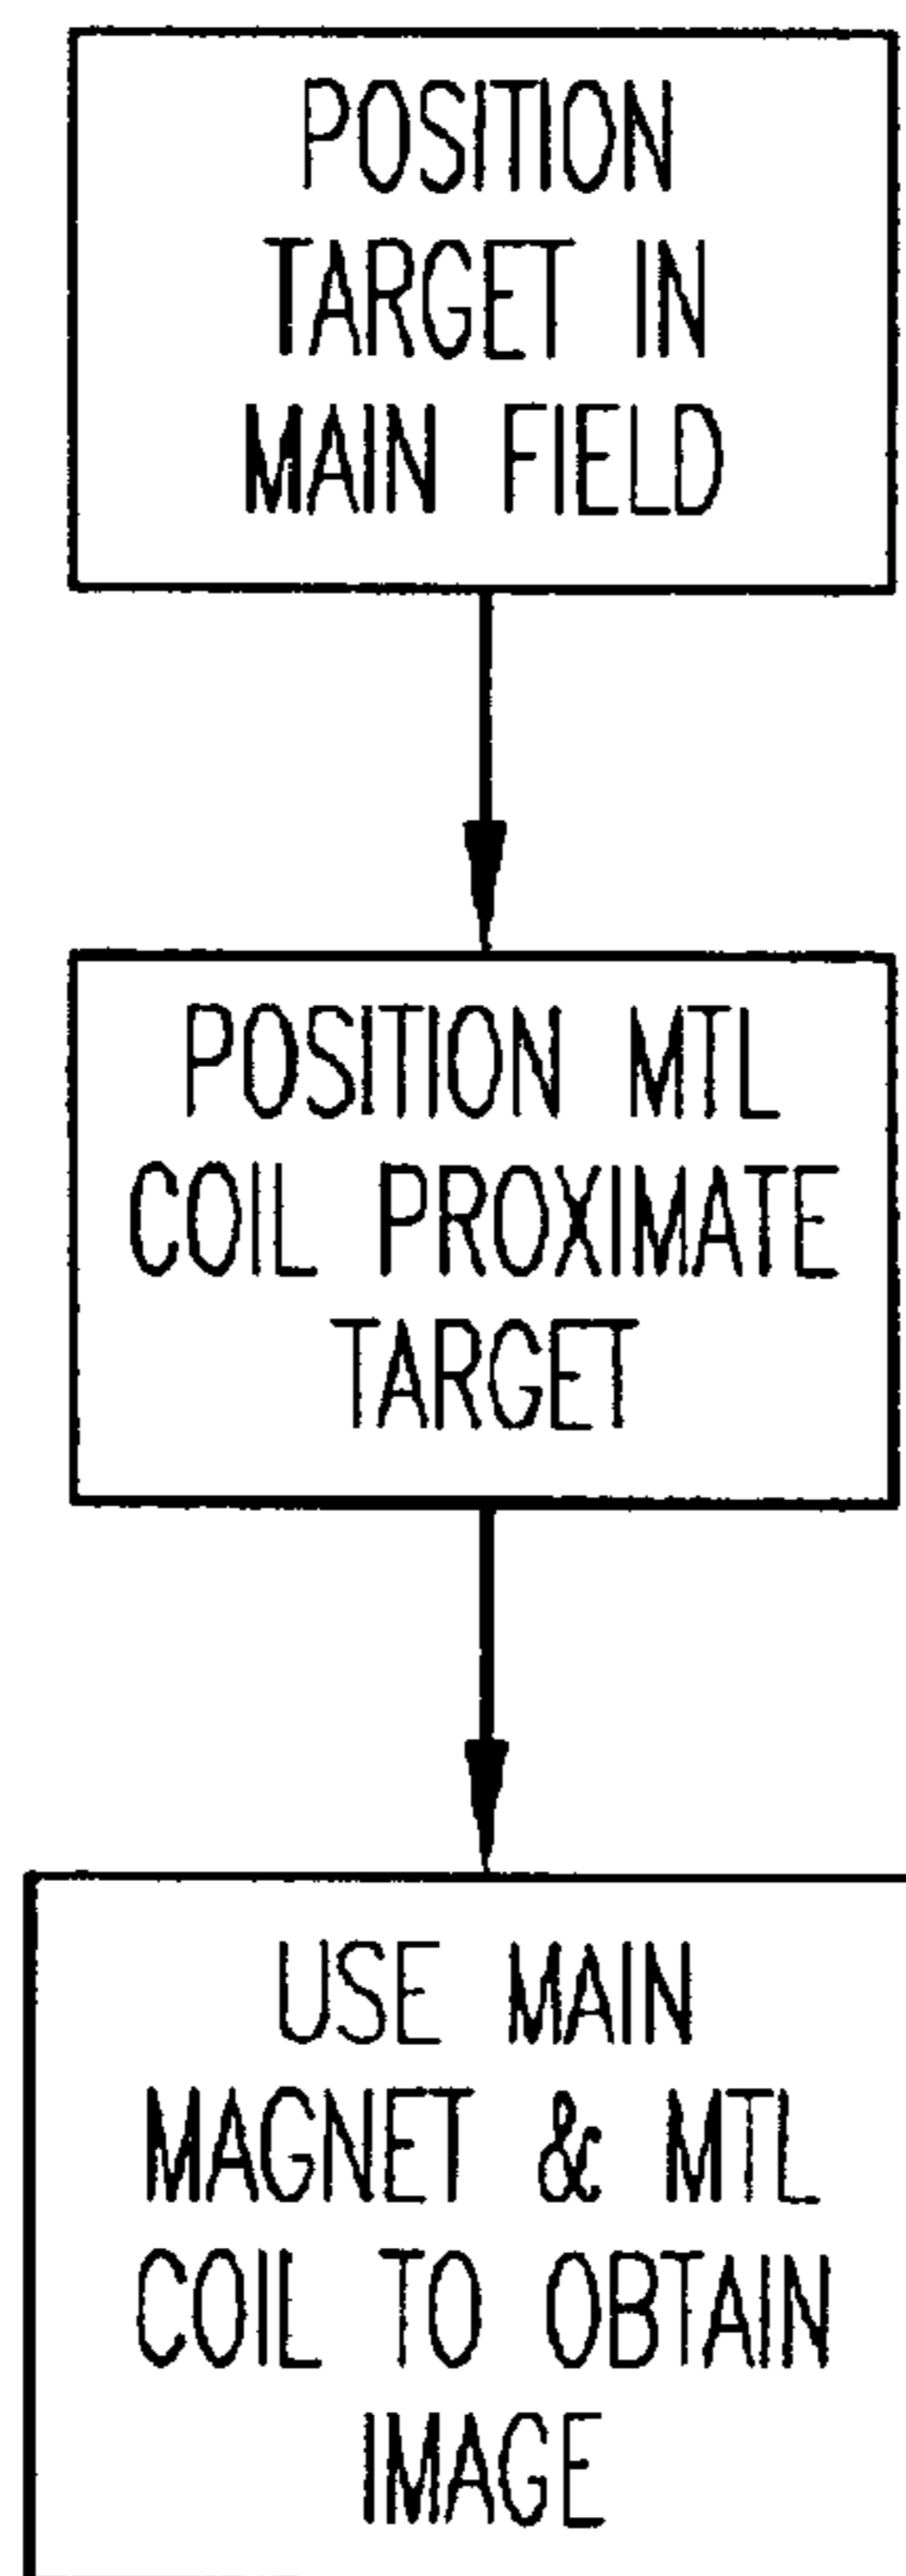 POSITION
TARGET IN
MAIN FIELD
POSITION MTL
COIL PROXIMATE
TARGET
USE MAIN
MAGNET & MTL
COIL TO OBTAIN
IMAGE